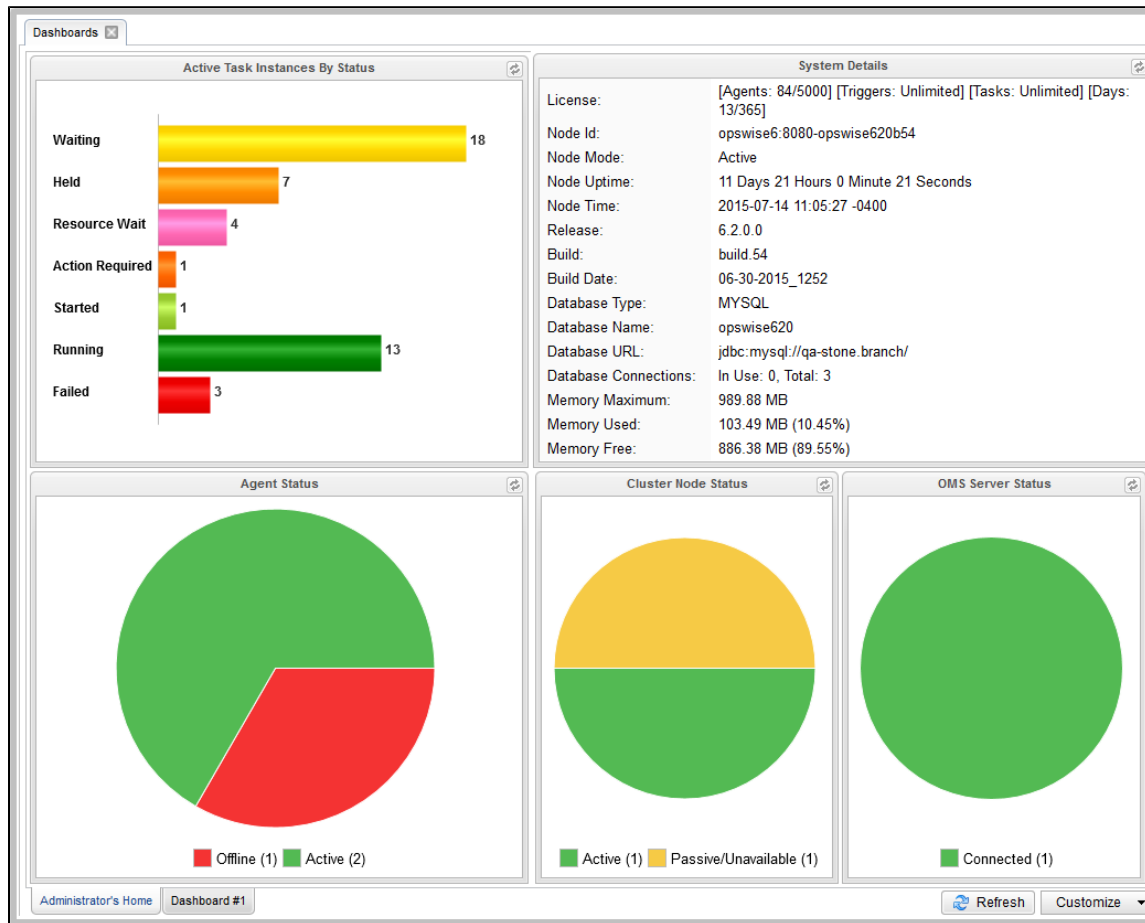 Dashboards
Active Task Instances By Status
Waiting 18
Held 7
Resource Wait 4
Action Required 1
Started 1
Running 13
Failed 3
System Details
License: [Agents: 84/5000] [Triggers: Unlimited] [Tasks: Unlimited] [Days:
13/365]
Node Id: opswise6:8080-opswise620b54
Node Mode: Active
Node Uptime: 11 Days 21 Hours 0 Minute 21 Seconds
Node Time: 2015-07-14 11:05:27 -0400
Release: 6.2.0.0
Build: build.54
Build Date: 06-30-2015_1252
Database Type: MYSQL
Database Name: opswise620
Database URL: jdbc:mysql://qa-stone.branch/
Database Connections: In Use: 0, Total: 3
Memory Maximum: 989.88 MB
Memory Used: 103.49 MB (10.45%)
Memory Free: 886.38 MB (89.55%)
Agent Status
Offline (1) Active (2)
Cluster Node Status
Active (1) Passive/Unavailable (1)
OMS Server Status
Connected (1)
Administrator's Home Dashboard #1
Refresh Customize